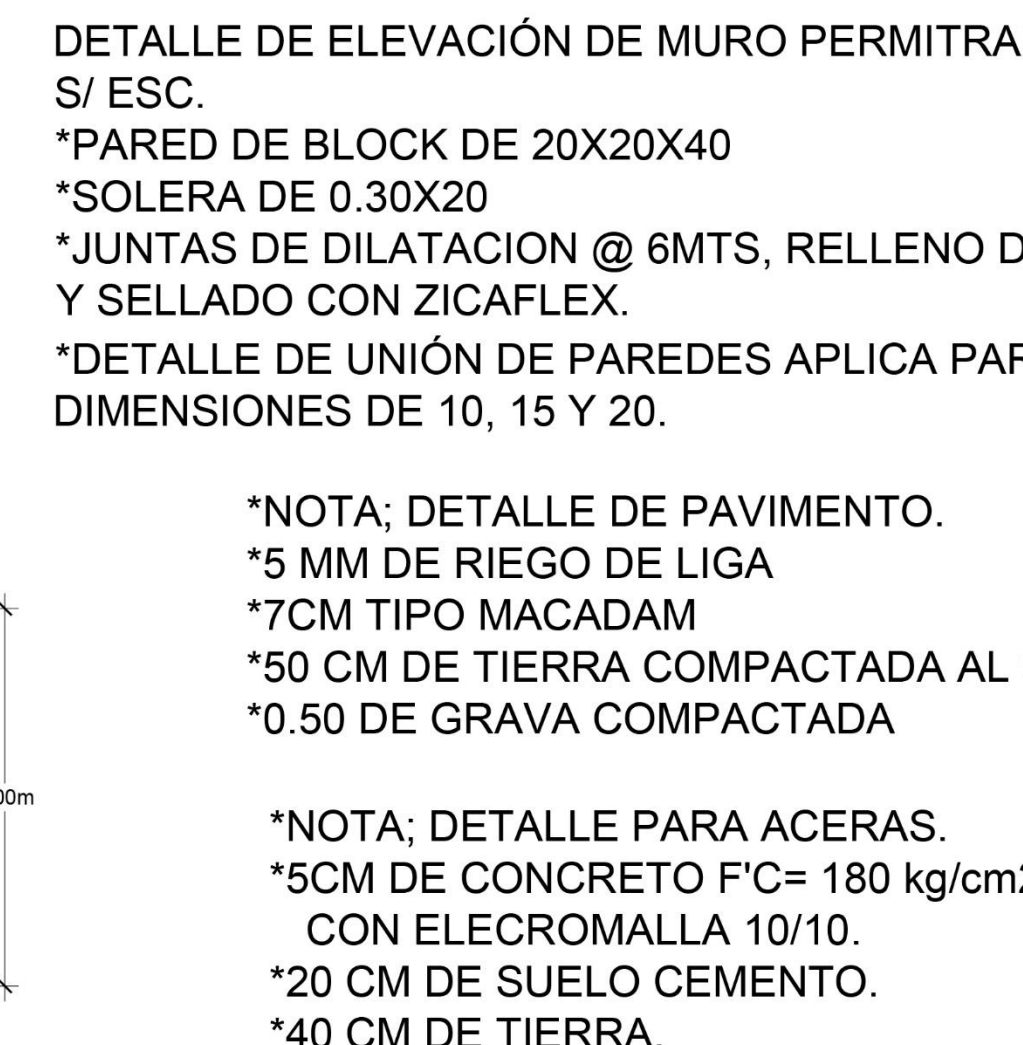 DETALLE DE ELEVACIÓN DE MURO PERMITRA
S/ ESC.
*PARED DE BLOCK DE 20X20X40
*SOLERA DE 0.30X20
*JUNTAS DE DILATACION @ 6MTS, RELLENO D
Y SELLADO CON ZICAFLEX.
*DETALLE DE UNIÓN DE PAREDES APLICA PAR
DIMENSIONES DE 10, 15 Y 20.
*NOTA; DETALLE DE PAVIMENTO.
*5 MM DE RIEGO DE LIGA
*7CM TIPO MACADAM
*50 CM DE TIERRA COMPACTADA AL
*0.50 DE GRAVA COMPACTADA
00m
*NOTA; DETALLE PARA ACERAS.
*5CM DE CONCRETO F'C= 180 kg/cm2
CON ELECROMALLA 10/10.
*20 CM DE SUELO CEMENTO.
*40 CM DE TIERRA.